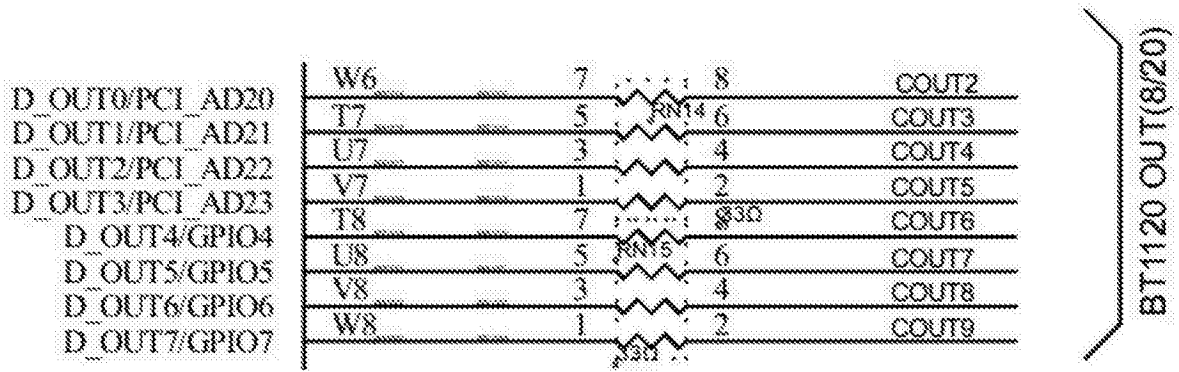 D_OUT0/PCI_AD20 W6 7 8 COUT2
RN14
D_OUT1/PCI_AD21 T7 5 6 COUT3
D_OUT2/PCI_AD22 U7 3 4 COUT4
D_OUT3/PCI_AD23 V7 1 2 COUT5
33Ω
D_OUT4/GPIO4 T8 7 8 COUT6
RN15
D_OUT5/GPIO5 U8 5 6 COUT7
D_OUT6/GPIO6 V8 3 4 COUT8
D_OUT7/GPIO7 W8 1 2 COUT9
33Ω
BT1120 OUT(8/20)